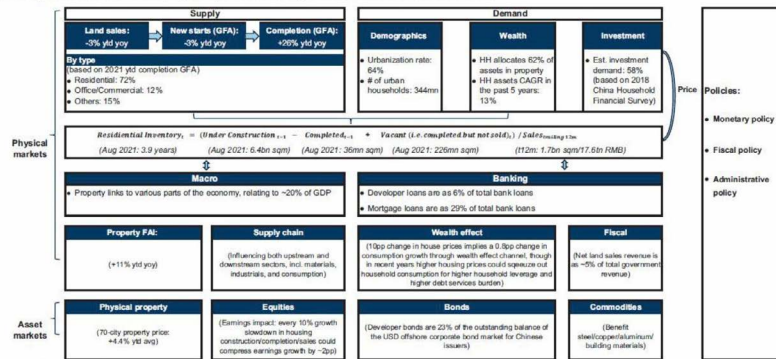 Supply
Demand
Land sales:
-3% ytd yoy
New starts (GFA):
-3% ytd yoy
Completion (GFA):
+26% ytd yoy
By type
(based on 2021 ytd completion GFA)
• Residential: 72%
• Office/Commercial: 12%
• Others: 15%
Demographics
• Urbanization rate:
64%
• # of urban
households: 344mn
Wealth
• HH allocates 62% of
assets in property
• HH assets CAGR in
the past 5 years:
13%
Investment
• Est. investment
demand: 58%
(based on 2018
China Household
Financial Survey)
Price
Policies:
• Monetary policy
• Fiscal policy
• Administrative
policy
Physical
markets
Residential Inventory t = (Under Construction t-1 − Completed t-1 + Vacant (i.e. completed but not sold) t) / Sales trailing 12m
(Aug 2021: 3.9 years) (Aug 2021: 6.4bn sqm) (Aug 2021: 36mn sqm) (Aug 2021: 226mn sqm) (t12m: 1.7bn sqm/17.6tn RMB)
Macro
• Property links to various parts of the economy, relating to ~20% of GDP
Banking
• Developer loans are as 6% of total bank loans
• Mortgage loans are as 29% of total bank loans
Property FAI:
(+11% ytd yoy)
Supply chain
(Influencing both upstream and
downstream sectors, incl. materials,
industrials, and consumption)
Wealth effect
(10pp change in house prices implies a 0.8pp change in
consumption growth through wealth effect channel, though
in recent years higher housing prices could sqeeuze out
household consumption for higher household leverage and
higher debt services burden)
Fiscal
(Net land sales revenue is
as ~5% of total government
revenue)
Asset
markets
Physical property
(70-city property price:
+4.4% ytd avg)
Equities
(Earnings impact: every 10% growth
slowdown in housing
construction/completion/sales could
compress earnings growth by ~2pp)
Bonds
(Developer bonds are 23% of the outstanding balance of
the USD offshore corporate bond market for Chinese
issuers)
Commodities
(Benefit
steel/copper/aluminum/
building materials)